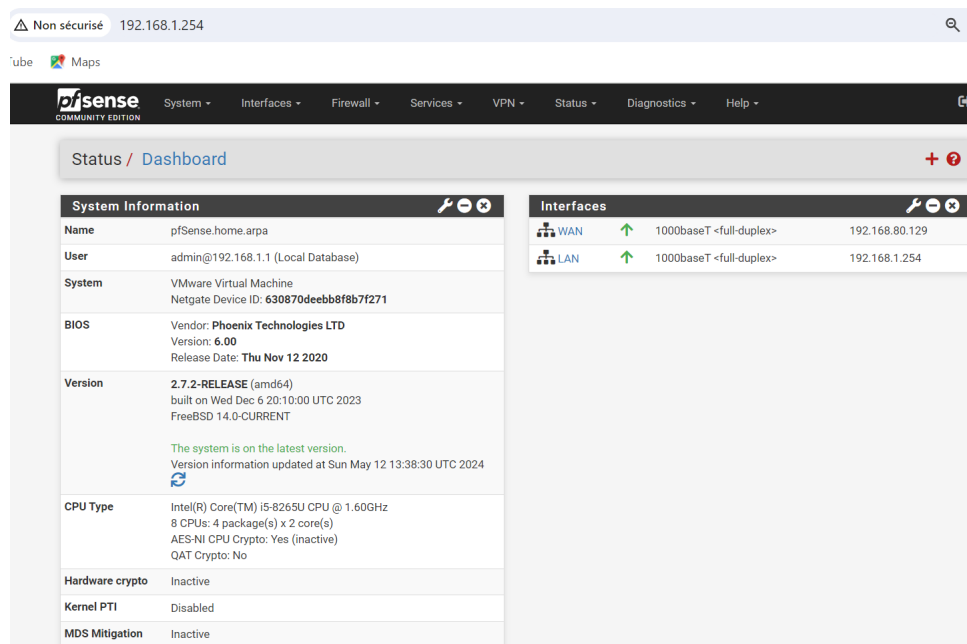 Non sécurisé 192.168.1.254
Tube Maps
pfsense System Interfaces Firewall Services VPN Status Diagnostics Help
COMMUNITY EDITION
Status / Dashboard
System Information
Name pfSense.home.arpa
User admin@192.168.1.1 (Local Database)
System VMware Virtual Machine
Netgate Device ID: 630870deebb8f8b7f271
BIOS Vendor: Phoenix Technologies LTD
Version: 6.00
Release Date: Thu Nov 12 2020
Version 2.7.2-RELEASE (amd64)
built on Wed Dec 6 20:10:00 UTC 2023
FreeBSD 14.0-CURRENT
The system is on the latest version.
Version information updated at Sun May 12 13:38:30 UTC 2024
CPU Type Intel(R) Core(TM) i5-8265U CPU @ 1.60GHz
8 CPUs: 4 package(s) x 2 core(s)
AES-NI CPU Crypto: Yes (inactive)
QAT Crypto: No
Hardware crypto Inactive
Kernel PTI Disabled
MDS Mitigation Inactive
Interfaces
WAN 1000baseT <full-duplex> 192.168.80.129
LAN 1000baseT <full-duplex> 192.168.1.254